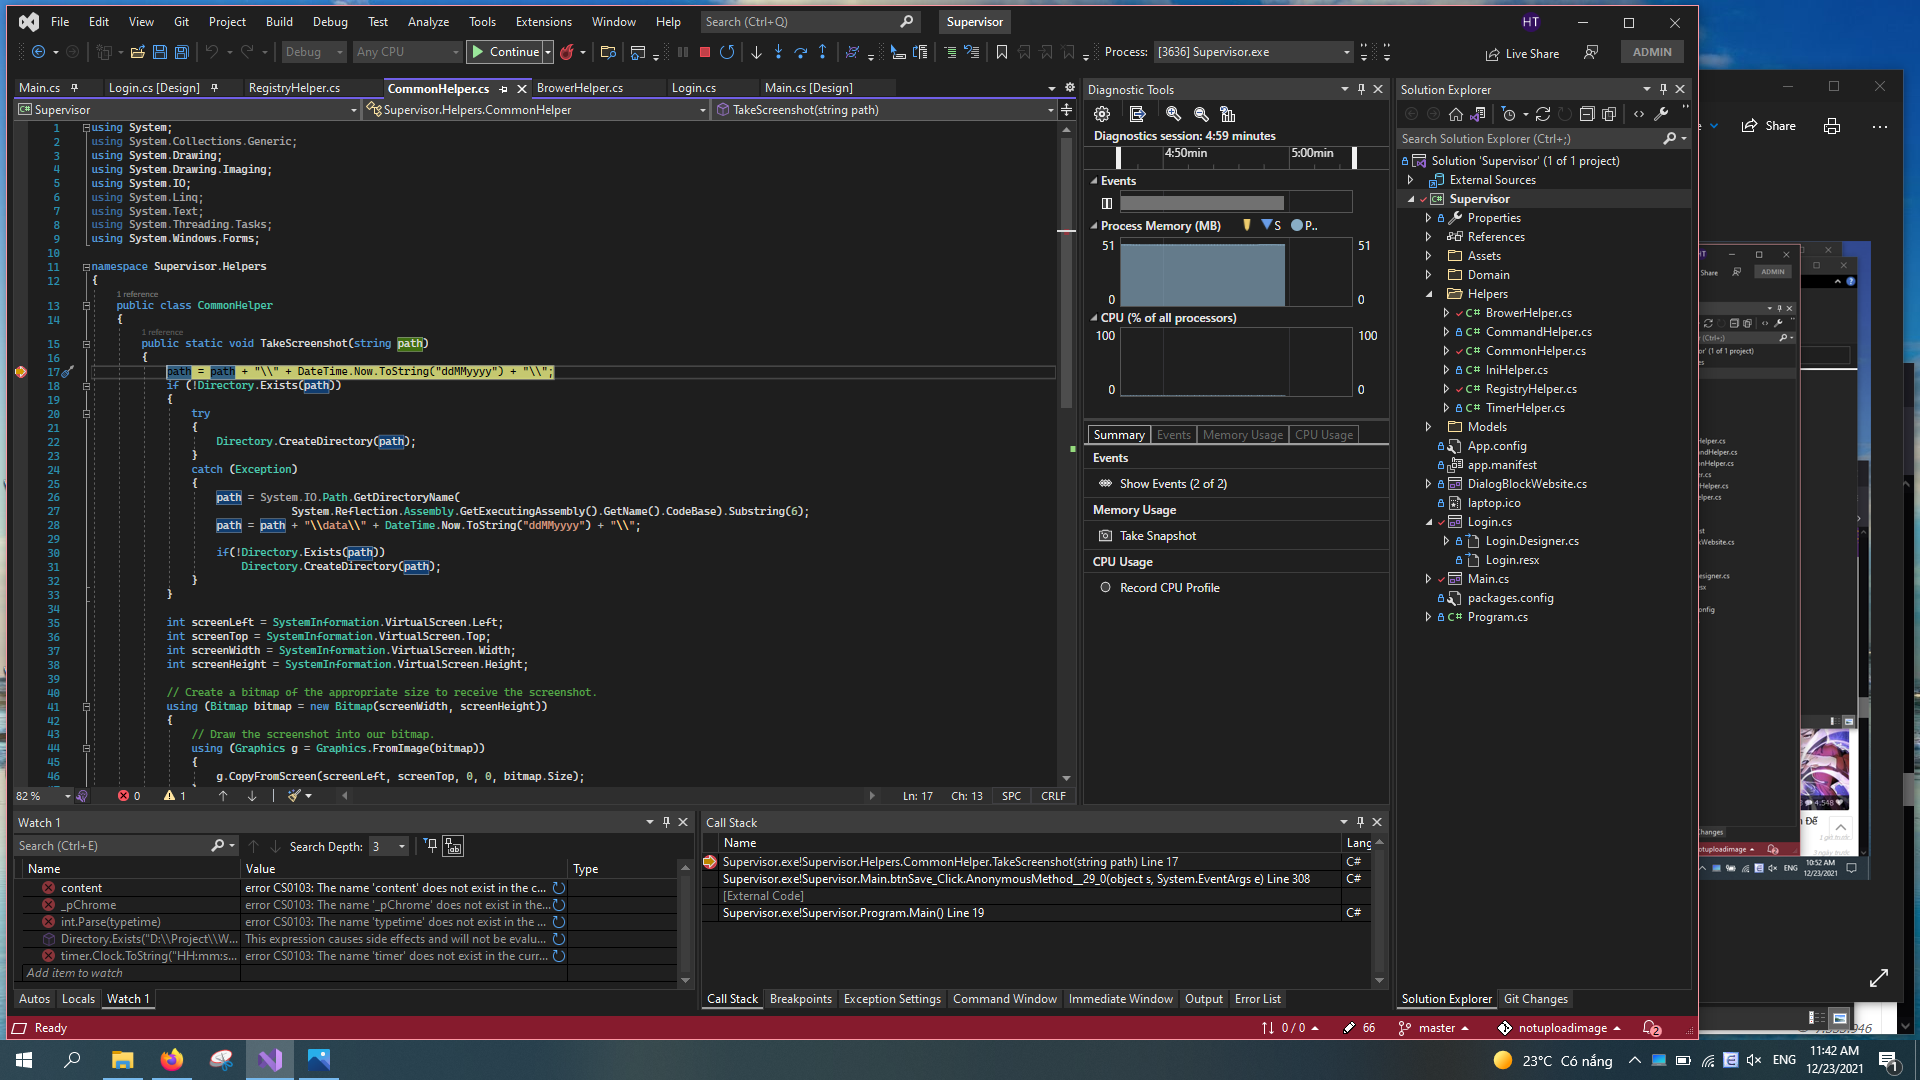 File Edit View Git Project Build Debug Test Analyze Tools Extensions Window Help Search (Ctrl+Q) Supervisor HT
Debug Any CPU Continue Process: [3636] Supervisor.exe Live Share ADMIN
Main.cs Login.cs [Design] RegistryHelper.cs CommonHelper.cs BrowerHelper.cs Login.cs Main.cs [Design]
Supervisor Supervisor.Helpers.CommonHelper TakeScreenshot(string path)
1 using System;
2 using System.Collections.Generic;
3 using System.Drawing;
4 using System.Drawing.Imaging;
5 using System.IO;
6 using System.Linq;
7 using System.Text;
8 using System.Threading.Tasks;
9 using System.Windows.Forms;
10
11 namespace Supervisor.Helpers
12 {
1 reference
13 public class CommonHelper
14 {
1 reference
15 public static void TakeScreenshot(string path)
16 {
17 path = path + "\\" + DateTime.Now.ToString("ddMMyyyy") + "\\";
18 if (!Directory.Exists(path))
19 {
20 try
21 {
22 Directory.CreateDirectory(path);
23 }
24 catch (Exception)
25 {
26 path = System.IO.Path.GetDirectoryName(
27 System.Reflection.Assembly.GetExecutingAssembly().GetName().CodeBase).Substring(6);
28 path = path + "\\data\\" + DateTime.Now.ToString("ddMMyyyy") + "\\";
29
30 if(!Directory.Exists(path))
31 Directory.CreateDirectory(path);
32 }
33 }
34
35 int screenLeft = SystemInformation.VirtualScreen.Left;
36 int screenTop = SystemInformation.VirtualScreen.Top;
37 int screenWidth = SystemInformation.VirtualScreen.Width;
38 int screenHeight = SystemInformation.VirtualScreen.Height;
39
40 // Create a bitmap of the appropriate size to receive the screenshot.
41 using (Bitmap bitmap = new Bitmap(screenWidth, screenHeight))
42 {
43 // Draw the screenshot into our bitmap.
44 using (Graphics g = Graphics.FromImage(bitmap))
45 {
46 g.CopyFromScreen(screenLeft, screenTop, 0, 0, bitmap.Size);
82 % 0 1 Ln: 17 Ch: 13 SPC CRLF
Diagnostic Tools
Diagnostics session: 4:59 minutes
4:50min 5:00min
Events
Process Memory (MB) S P..
51 51
0 0
CPU (% of all processors)
100 100
0 0
Summary Events Memory Usage CPU Usage
Events
Show Events (2 of 2)
Memory Usage
Take Snapshot
CPU Usage
Record CPU Profile
Solution Explorer
Search Solution Explorer (Ctrl+;)
Solution 'Supervisor' (1 of 1 project)
External Sources
Supervisor
Properties
References
Assets
Domain
Helpers
BrowerHelper.cs
CommandHelper.cs
CommonHelper.cs
IniHelper.cs
RegistryHelper.cs
TimerHelper.cs
Models
App.config
app.manifest
DialogBlockWebsite.cs
laptop.ico
Login.cs
Login.Designer.cs
Login.resx
Main.cs
packages.config
Program.cs
Solution Explorer Git Changes
Watch 1
Search (Ctrl+E) Search Depth: 3
Name Value Type
content error CS0103: The name 'content' does not exist in the c...
_pChrome error CS0103: The name '_pChrome' does not exist in the...
int.Parse(typetime) error CS0103: The name 'typetime' does not exist in the ...
Directory.Exists("D:\\Project\\W... This expression causes side effects and will not be evalu...
timer.Clock.ToString("HH:mm:s... error CS0103: The name 'timer' does not exist in the curr...
Add item to watch
Autos Locals Watch 1
Call Stack
Name Lang
Supervisor.exe!Supervisor.Helpers.CommonHelper.TakeScreenshot(string path) Line 17 C#
Supervisor.exe!Supervisor.Main.btnSave_Click.AnonymousMethod__29_0(object s, System.EventArgs e) Line 308 C#
[External Code]
Supervisor.exe!Supervisor.Program.Main() Line 19 C#
Call Stack Breakpoints Exception Settings Command Window Immediate Window Output Error List
Ready 0 / 0 66 master notuploadimage 2
Share
Share ADMIN
(1 of 1 project)
4,548
10:52 AM
ENG
12/23/2021
23°C Có nắng ENG 11:42 AM
12/23/2021 1